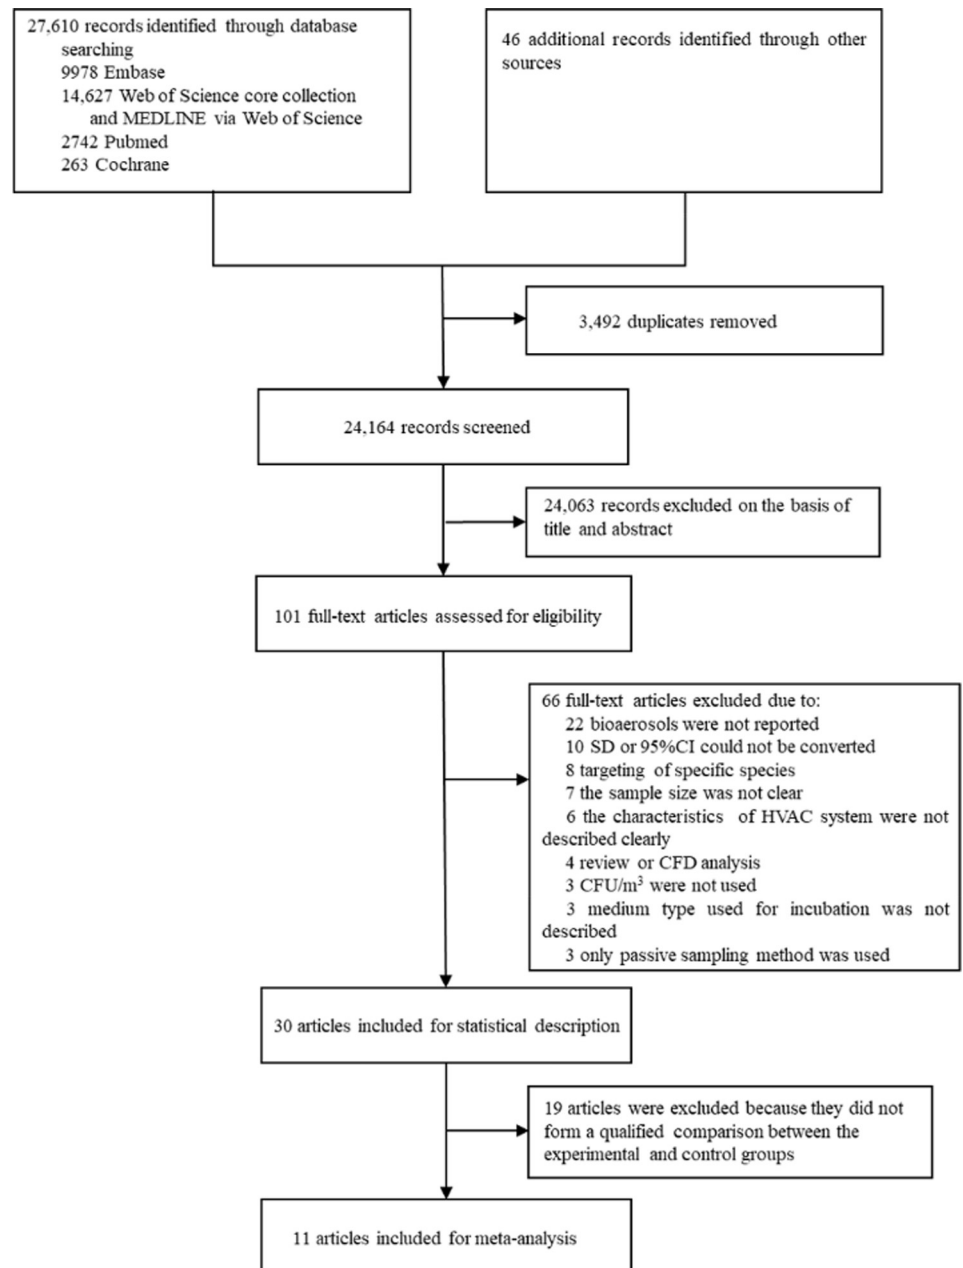 27,610 records identified through database
searching
9978 Embase
14,627 Web of Science core collection
and MEDLINE via Web of Science
2742 Pubmed
263 Cochrane
46 additional records identified through other
sources
3,492 duplicates removed
24,164 records screened
24,063 records excluded on the basis of
title and abstract
101 full-text articles assessed for eligibility
66 full-text articles excluded due to:
22 bioaerosols were not reported
10 SD or 95%CI could not be converted
8 targeting of specific species
7 the sample size was not clear
6 the characteristics of HVAC system were not
described clearly
4 review or CFD analysis
3 CFU/m³ were not used
3 medium type used for incubation was not
described
3 only passive sampling method was used
30 articles included for statistical description
19 articles were excluded because they did not
form a qualified comparison between the
experimental and control groups
11 articles included for meta-analysis